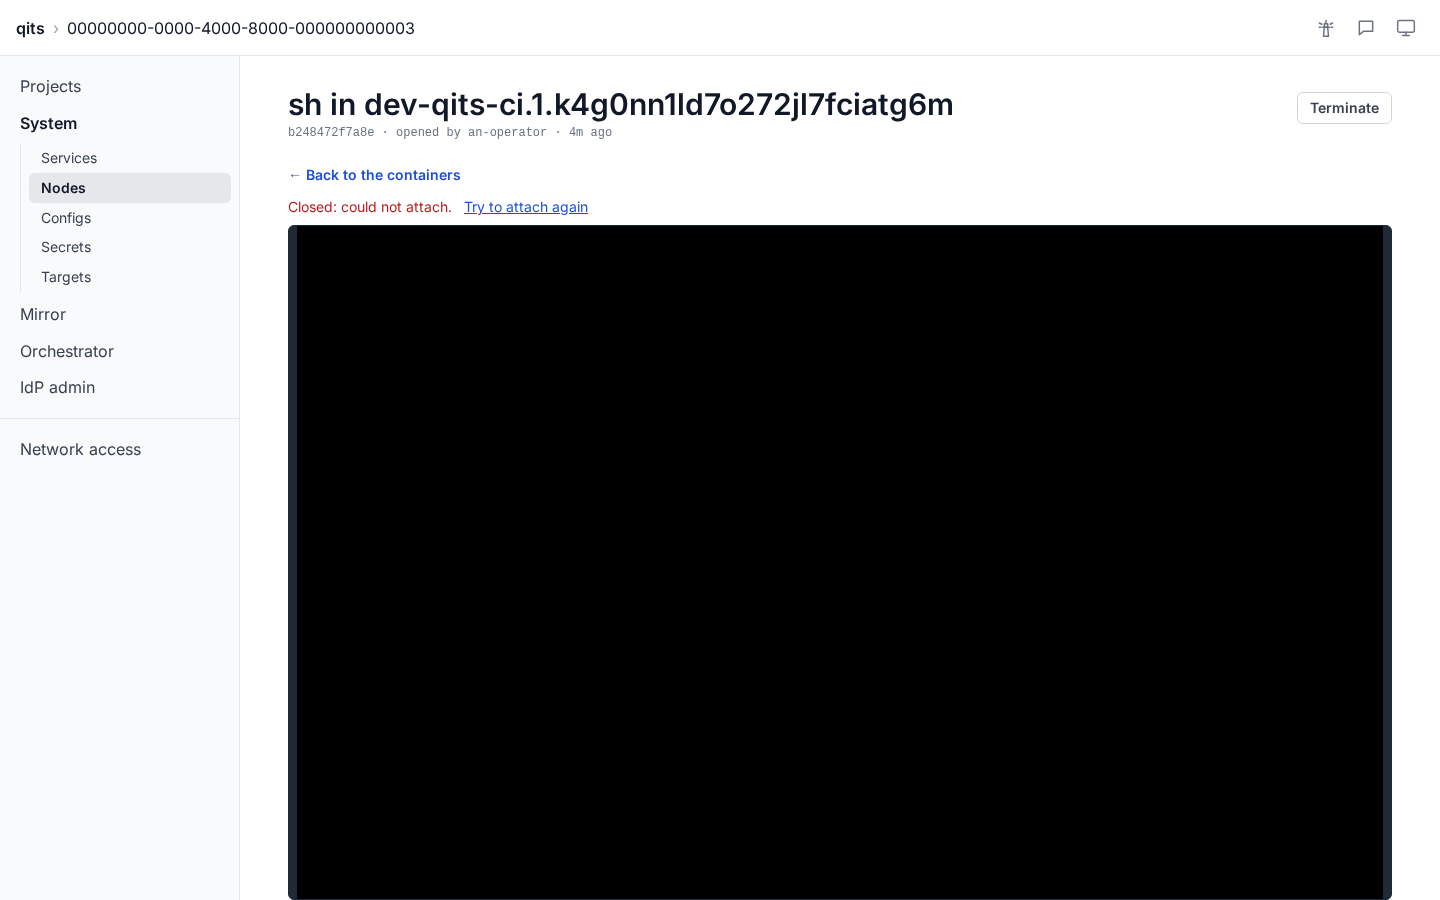 qits › 00000000-0000-4000-8000-000000000003
Projects
System
Services
Nodes
Configs
Secrets
Targets
Mirror
Orchestrator
IdP admin
Network access
sh in dev-qits-ci.1.k4g0nn1ld7o272jl7fciatg6m
Terminate
b248472f7a8e · opened by an-operator · 4m ago
← Back to the containers
Closed: could not attach. Try to attach again